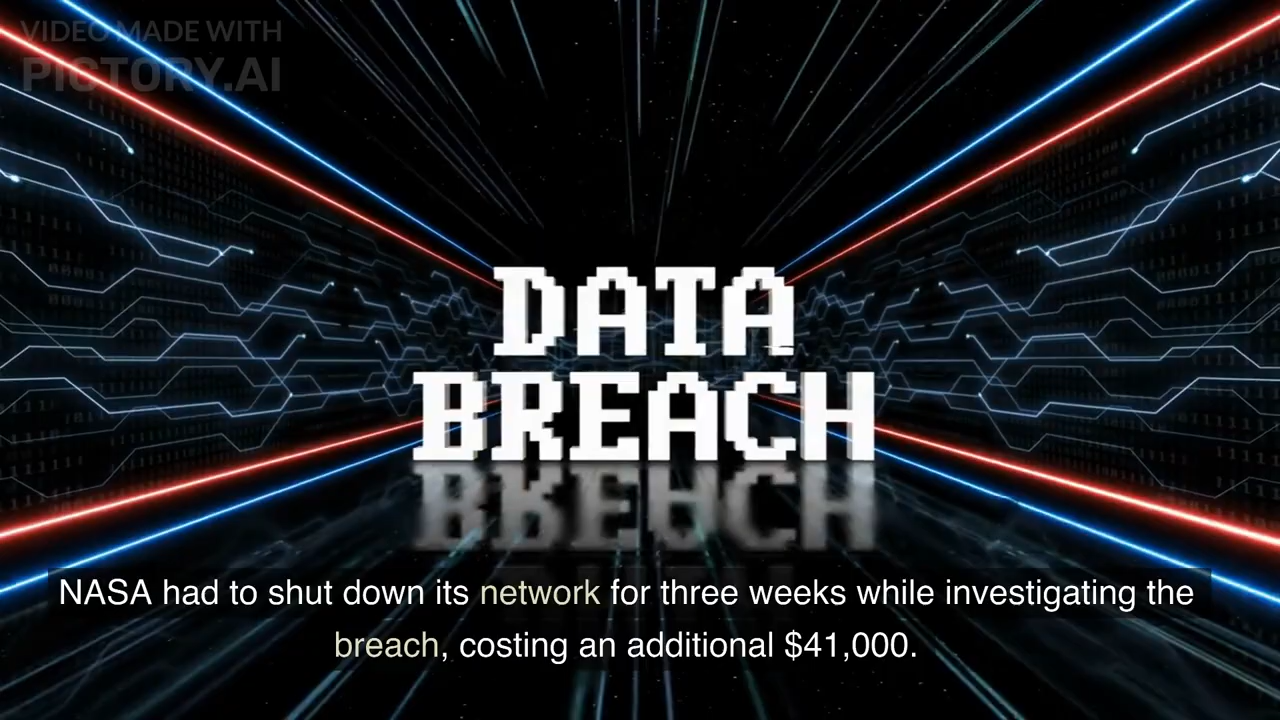 VIDEO MADE WITH
PICTORY.AI
DATA
BREACH
NASA had to shut down its network for three weeks while investigating the
breach, costing an additional $41,000.